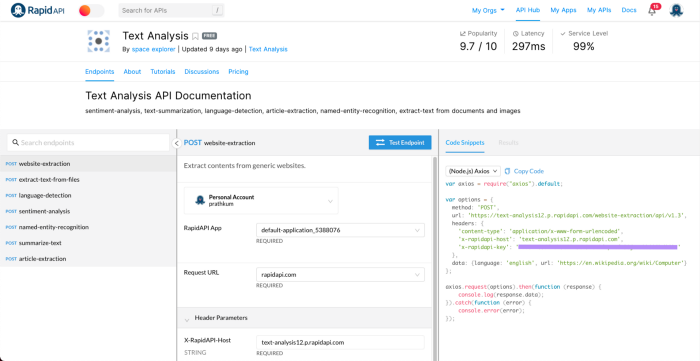 Rapid API
Search for APIs
/
My Orgs
API Hub
My Apps
My APIs
Docs
Text Analysis
FREE
By space explorer | Updated 9 days ago | Text Analysis
Popularity
9.7 / 10
Latency
297ms
Service Level
99%
Endpoints
About
Tutorials
Discussions
Pricing
Text Analysis API Documentation
sentiment-analysis, text-summarization, language-detection, article-extraction, named-entity-recognition, extract-text from documents and images
Search endpoints
POST website-extraction
POST extract-text-from-files
POST language-detection
POST sentiment-analysis
POST named-entity-recognition
POST summarize-text
POST article-extraction
POST website-extraction
Test Endpoint
Extract contents from generic websites.
Personal Account
prathkum
RapidAPI App
default-application_5388076
REQUIRED
Request URL
rapidapi.com
REQUIRED
Header Parameters
X-RapidAPI-Host
STRING
text-analysis12.p.rapidapi.com
REQUIRED
Code Snippets
Results
(Node.js) Axios
Copy Code
var axios = require("axios").default;
var options = {
method: 'POST',
url: 'https://text-analysis12.p.rapidapi.com/website-extraction/api/v1.3',
headers: {
'content-type': 'application/x-www-form-urlencoded',
'x-rapidapi-host': 'text-analysis12.p.rapidapi.com',
'x-rapidapi-key': '
},
data: {language: 'english', url: 'https://en.wikipedia.org/wiki/Computer'}
};
axios.request(options).then(function (response) {
console.log(response.data);
}).catch(function (error) {
console.error(error);
});